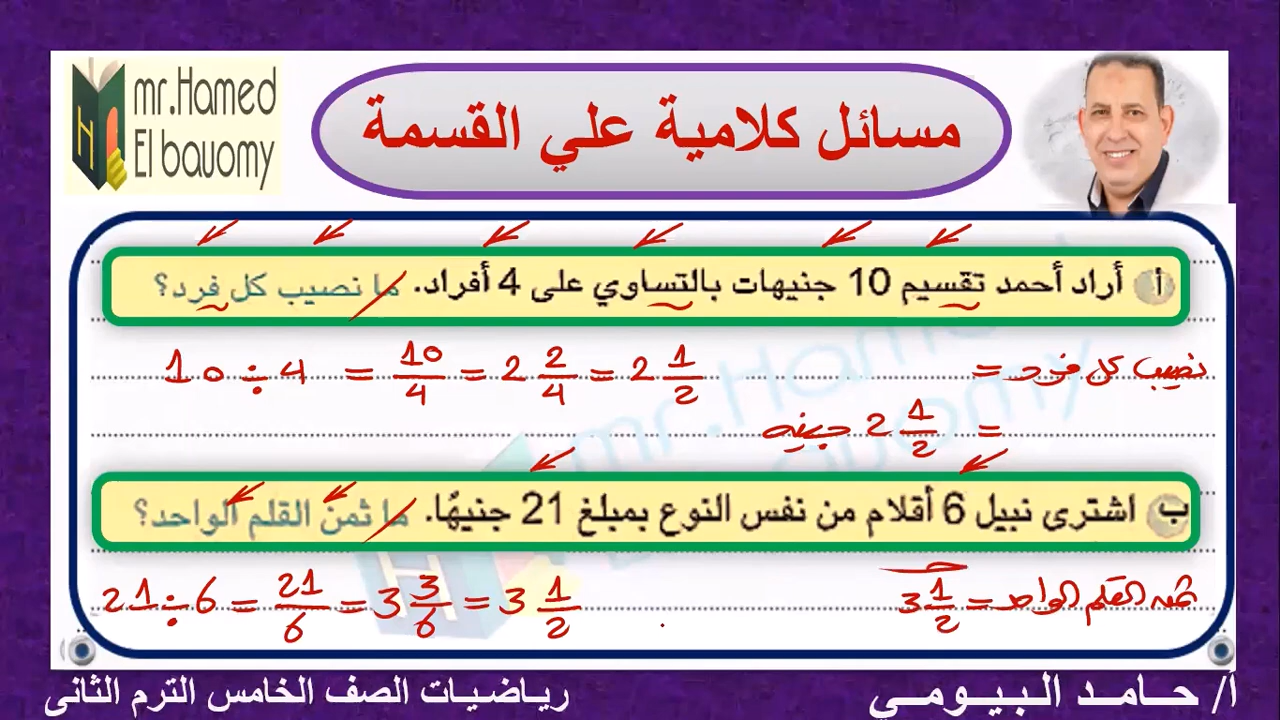 mr.Hamed
El bauomy
مسائل كلامية علي القسمة
أ أراد أحمد تقسيم 10 جنيهات بالتساوي على 4 أفراد. ما نصيب كل فرد؟
نصيب كل فرد =
10 ÷ 4 = 10/4 = 2 2/4 = 2 1/2
= 2 1/2 جنيه
ب اشترى نبيل 6 أقلام من نفس النوع بمبلغ 21 جنيهًا. ما ثمن القلم الواحد؟
ثمن القلم الواحد = 3 1/2
21 ÷ 6 = 21/6 = 3 3/6 = 3 1/2
أ/ حامد البيومي
رياضيات الصف الخامس الترم الثانى